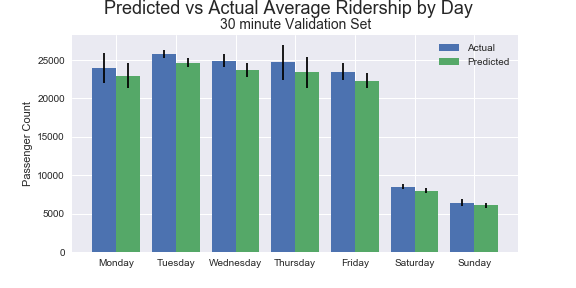 Predicted vs Actual Average Ridership by Day
30 minute Validation Set
Actual
Predicted
Passenger Count
25000
20000
15000
10000
5000
0
Monday Tuesday Wednesday Thursday Friday Saturday Sunday